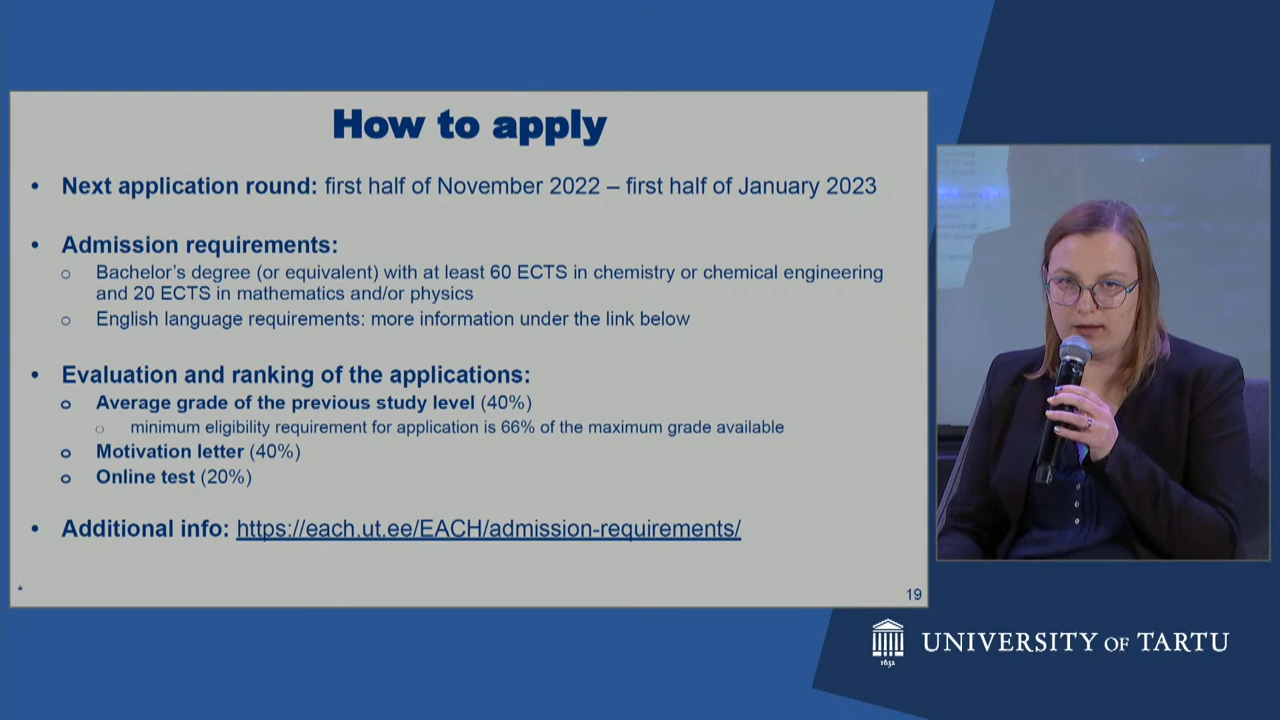 How to apply
• Next application round: first half of November 2022 – first half of January 2023
• Admission requirements:
o Bachelor's degree (or equivalent) with at least 60 ECTS in chemistry or chemical engineering
and 20 ECTS in mathematics and/or physics
o English language requirements: more information under the link below
• Evaluation and ranking of the applications:
o Average grade of the previous study level (40%)
o minimum eligibility requirement for application is 66% of the maximum grade available
o Motivation letter (40%)
o Online test (20%)
• Additional info: https://each.ut.ee/EACH/admission-requirements/
*
19
UNIVERSITY OF TARTU
1632